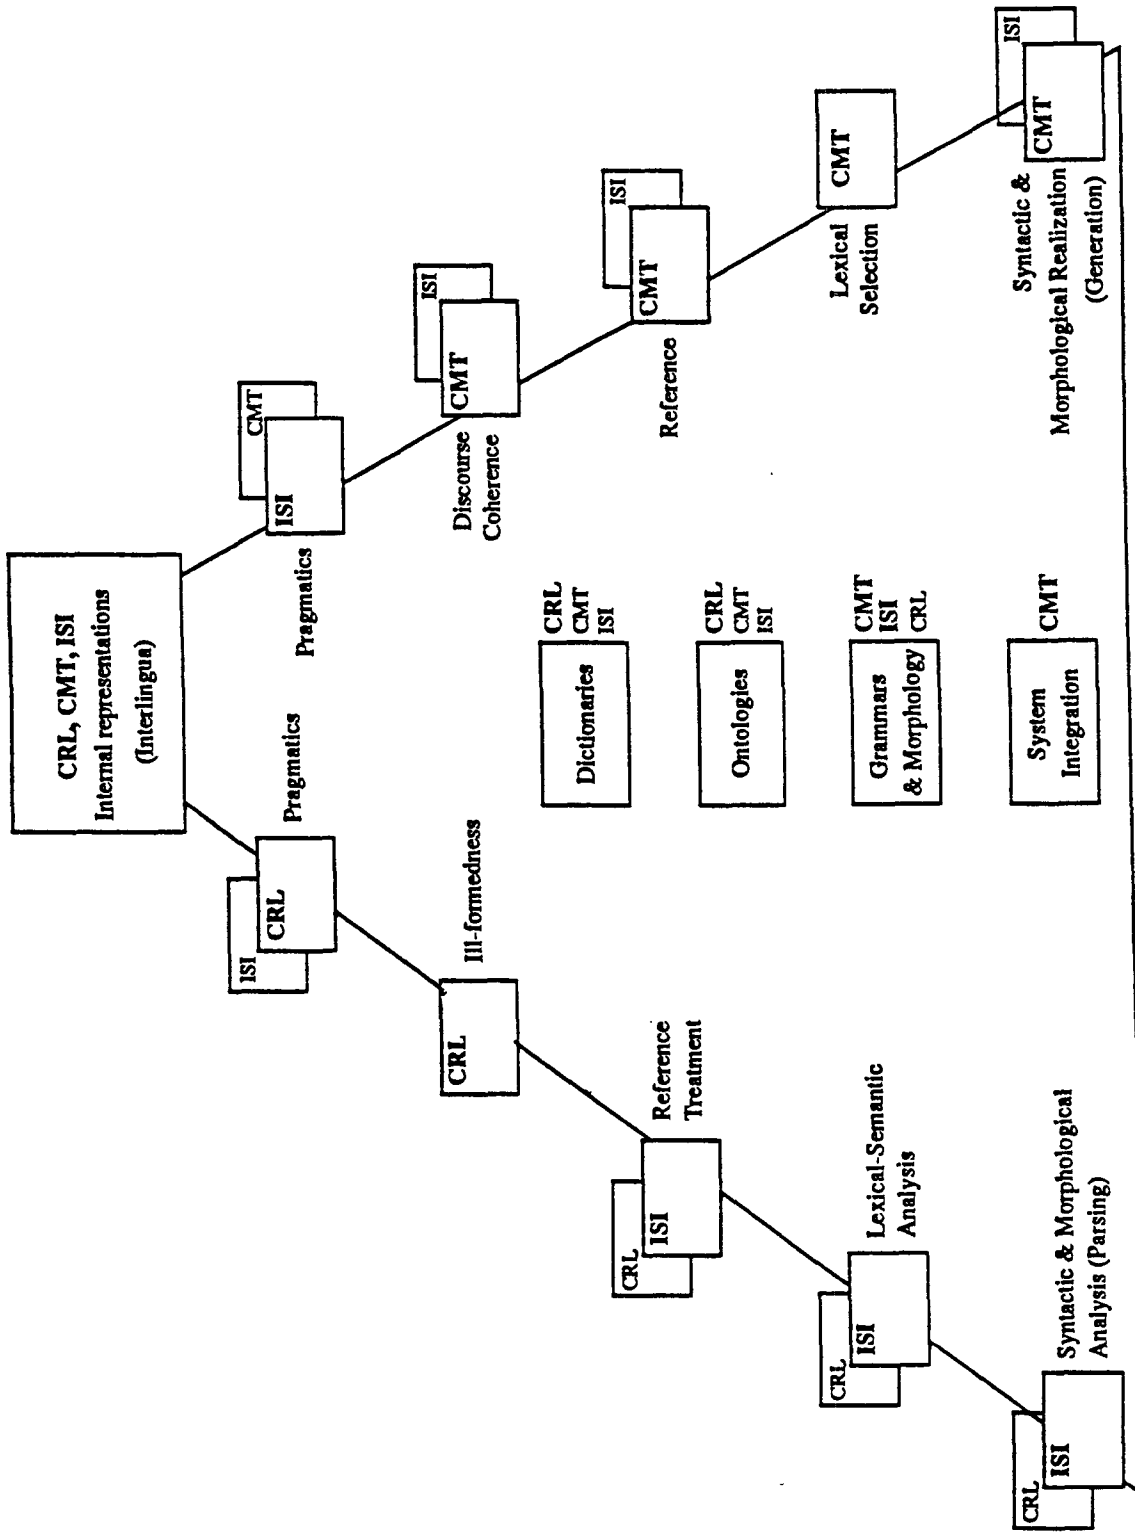 CRL, CMT, ISI
Internal representations
(Interlingua)
ISI
CRL
Pragmatics
Pragmatics
ISI
CMT
CRL
Ill-formedness
Discourse
Coherence
CMT
ISI
CRL
ISI
Reference
Treatment
Reference
CMT
ISI
CRL
ISI
Lexical-Semantic
Analysis
Lexical
Selection
CMT
CRL
ISI
Syntactic & Morphological
Analysis (Parsing)
Syntactic &
Morphological Realization
(Generation)
CMT
ISI
Dictionaries
CRL
CMT
ISI
Ontologies
CRL
CMT
ISI
Grammars
& Morphology
CMT
ISI
CRL
System
Integration
CMT